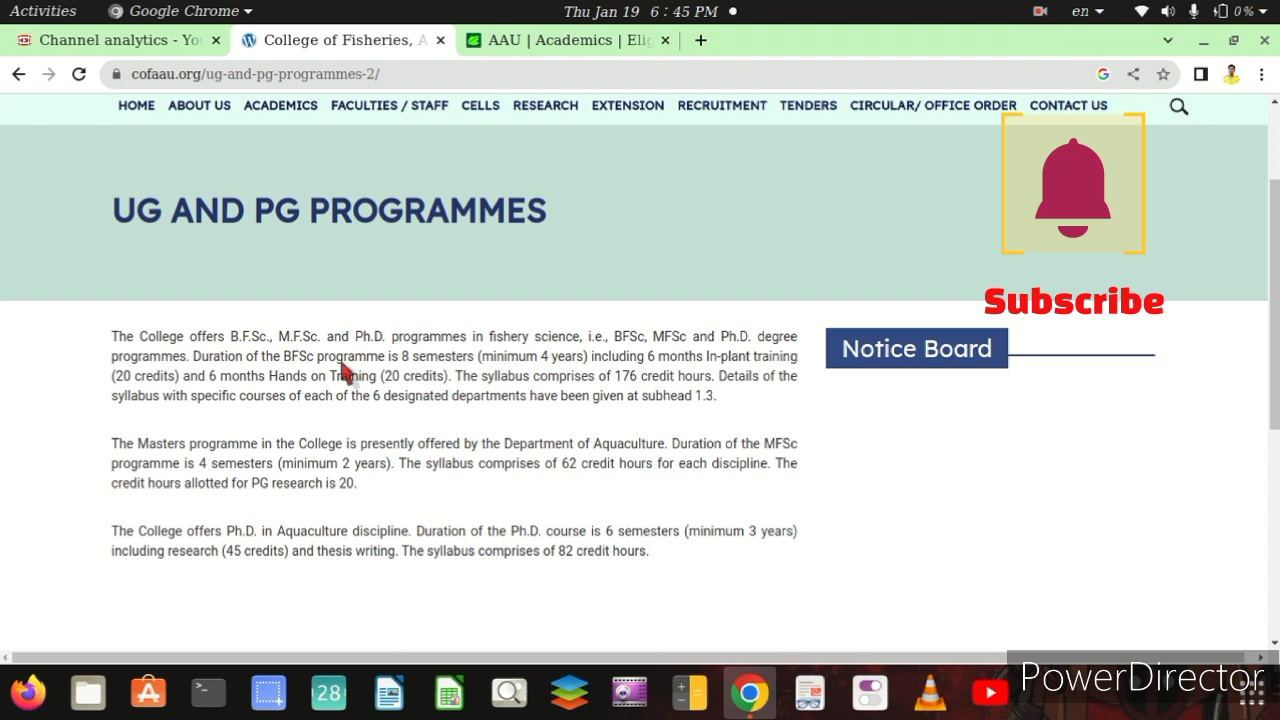 Activities
Google Chrome
Thu Jan 19 6:45 PM
en
0%
Channel analytics - You
College of Fisheries, A
AAU | Academics | Elig
cofaau.org/ug-and-pg-programmes-2/
HOME ABOUT US ACADEMICS FACULTIES / STAFF CELLS RESEARCH EXTENSION RECRUITMENT TENDERS CIRCULAR/ OFFICE ORDER CONTACT US
UG AND PG PROGRAMMES
Subscribe
The College offers B.F.Sc., M.F.Sc. and Ph.D. programmes in fishery science, i.e., BFSc, MFSc and Ph.D. degree
programmes. Duration of the BFSc programme is 8 semesters (minimum 4 years) including 6 months In-plant training
(20 credits) and 6 months Hands on Training (20 credits). The syllabus comprises of 176 credit hours. Details of the
syllabus with specific courses of each of the 6 designated departments have been given at subhead 1.3.
The Masters programme in the College is presently offered by the Department of Aquaculture. Duration of the MFSc
programme is 4 semesters (minimum 2 years). The syllabus comprises of 62 credit hours for each discipline. The
credit hours allotted for PG research is 20.
The College offers Ph.D. in Aquaculture discipline. Duration of the Ph.D. course is 6 semesters (minimum 3 years)
including research (45 credits) and thesis writing. The syllabus comprises of 82 credit hours.
Notice Board
28
PowerDirector